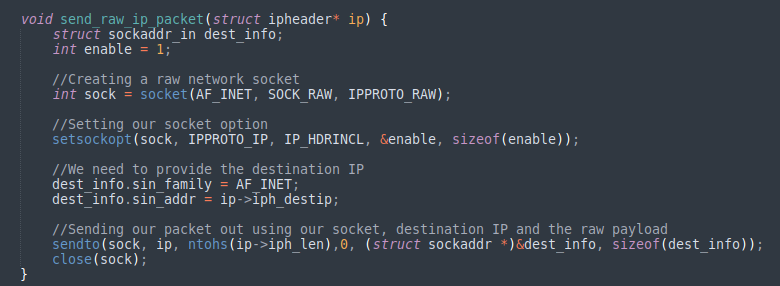 void send_raw_ip_packet(struct ipheader* ip) {
struct sockaddr_in dest_info;
int enable = 1;
//Creating a raw network socket
int sock = socket(AF_INET, SOCK_RAW, IPPROTO_RAW);
//Setting our socket option
setsockopt(sock, IPPROTO_IP, IP_HDRINCL, &enable, sizeof(enable));
//We need to provide the destination IP
dest_info.sin_family = AF_INET;
dest_info.sin_addr = ip->iph_destip;
//Sending our packet out using our socket, destination IP and the raw payload
sendto(sock, ip, ntohs(ip->iph_len),0, (struct sockaddr *)&dest_info, sizeof(dest_info));
close(sock);
}